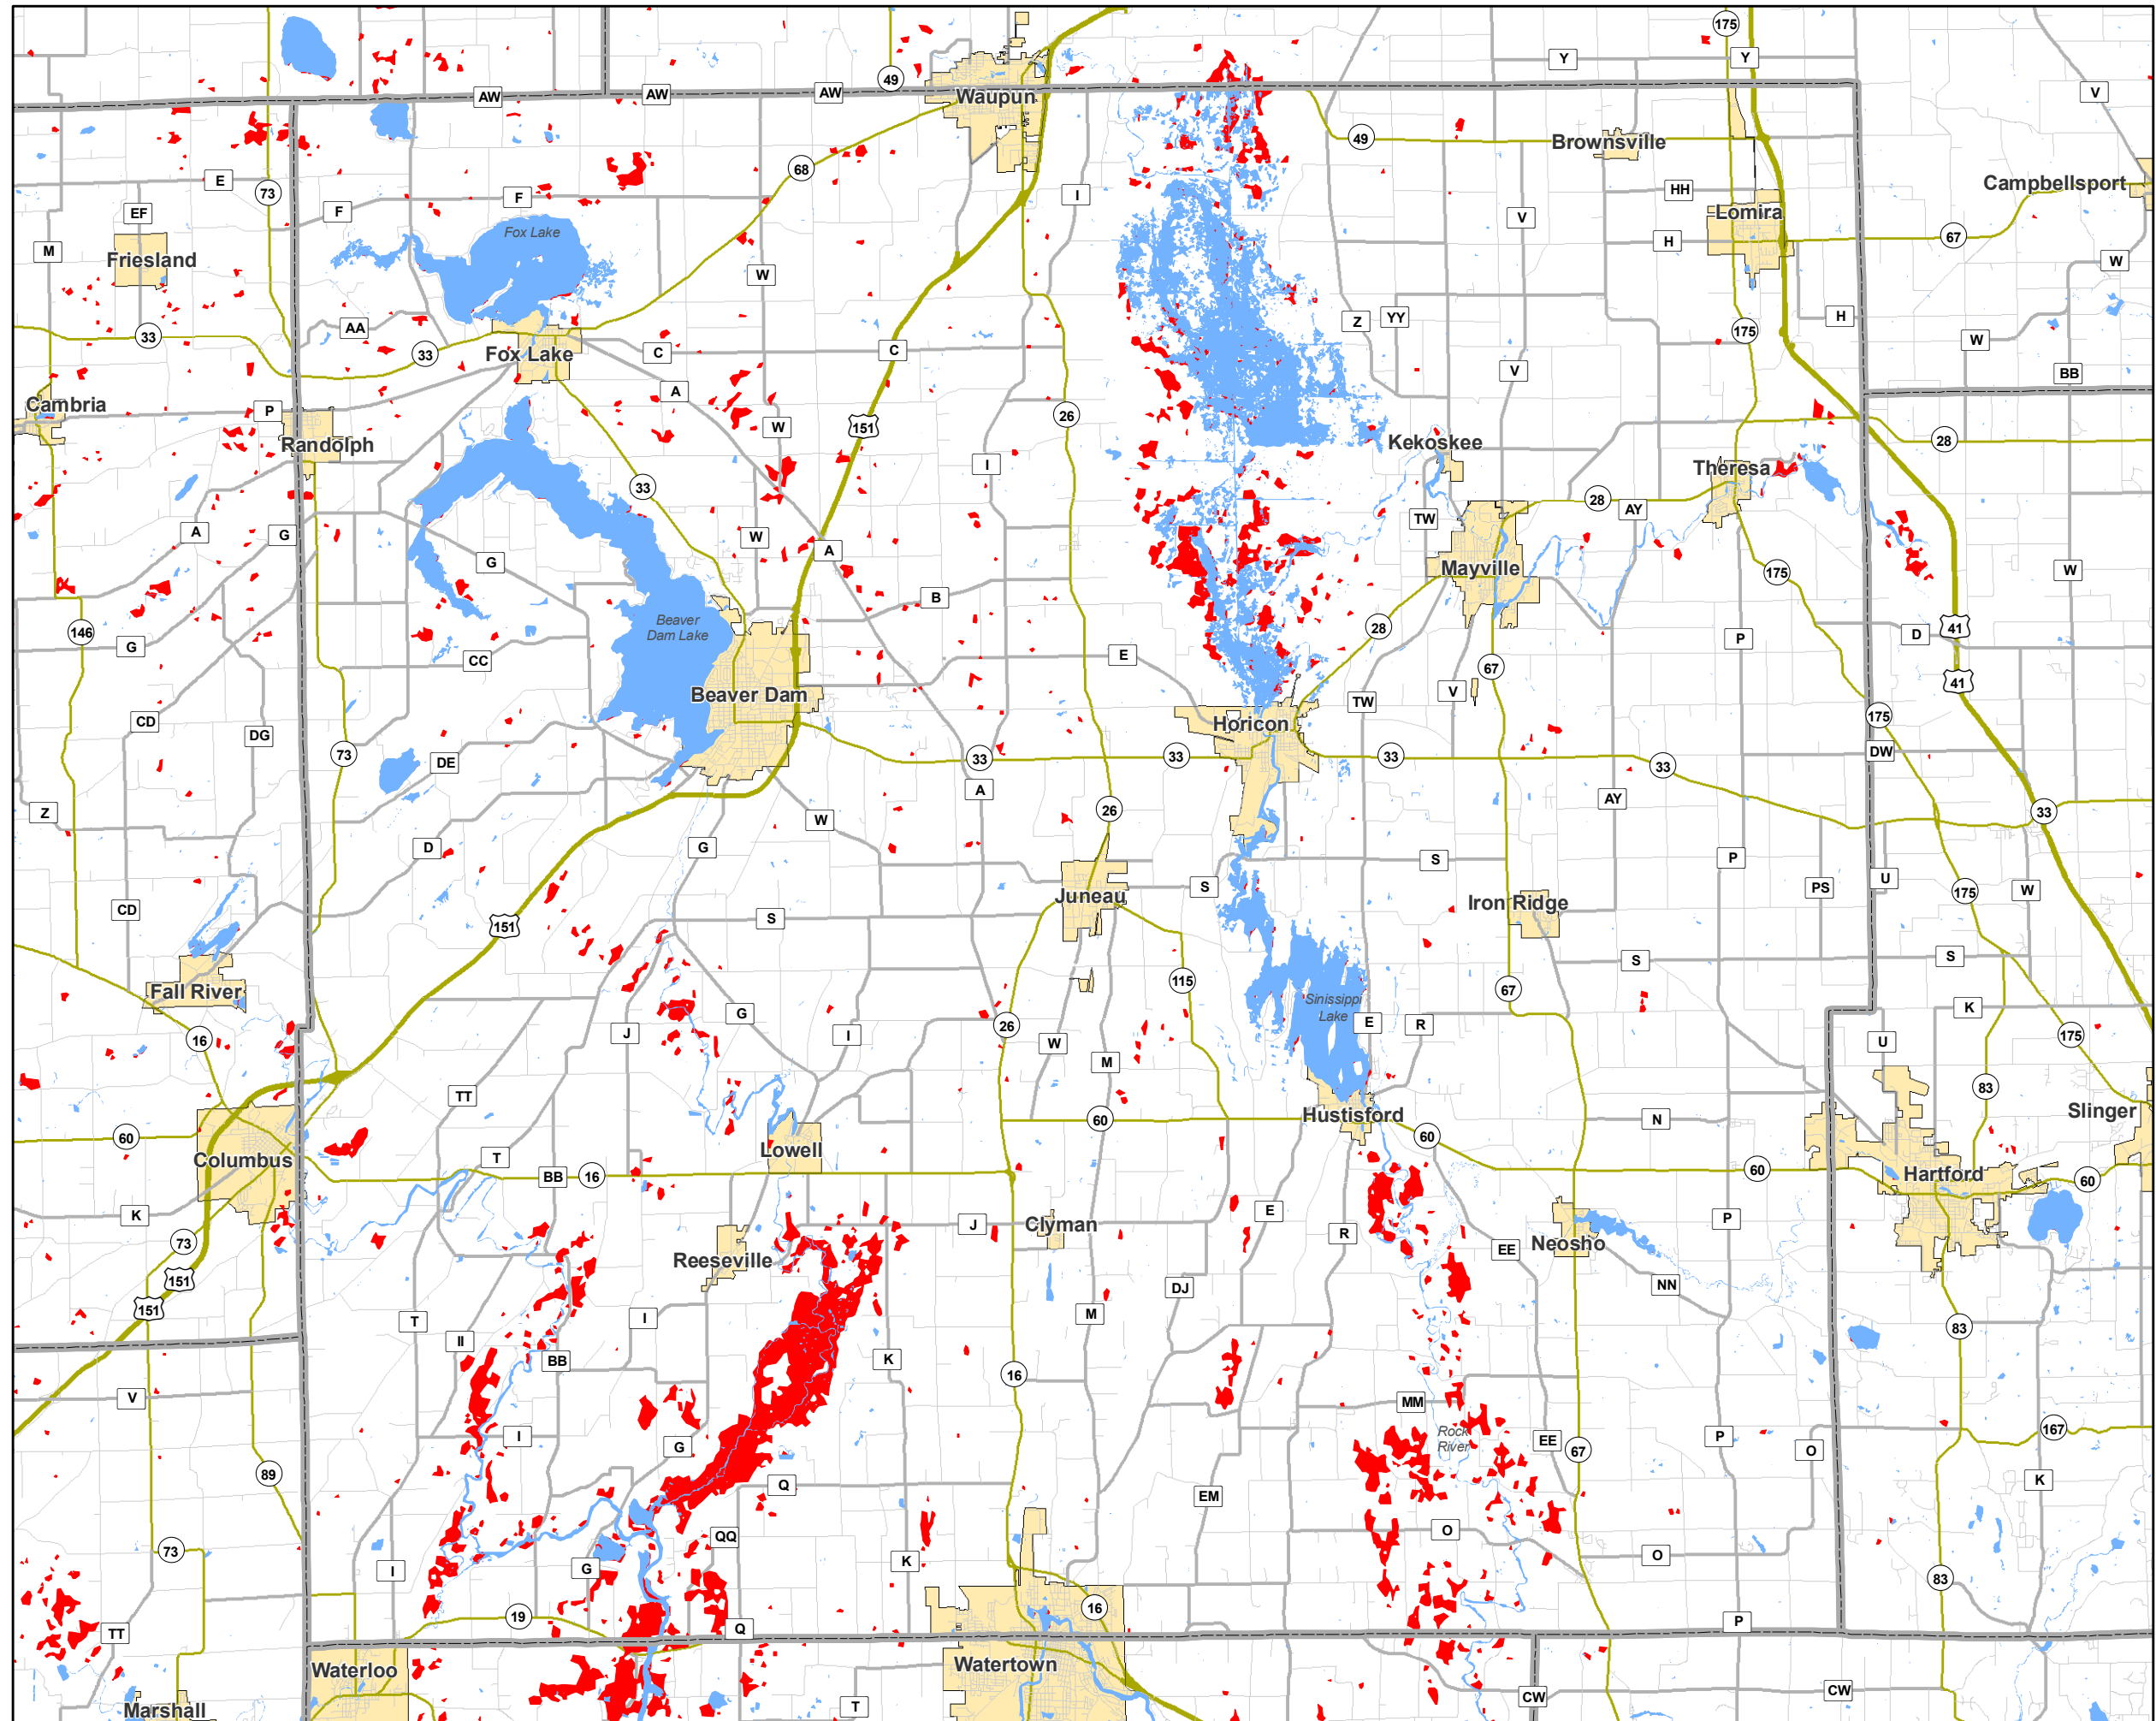 175
Y
Y
49
AW
AW
AW
Waupun
V
49
Brownsville
68
E
73
F
F
EF
I
HH
Campbellsport
M
Friesland
Fox Lake
V
Lomira
H
67
W
W
33
AA
33
Fox Lake
C
C
Z
YY
175
H
W
Cambria
P
Randolph
A
W
151
26
V
BB
Kekoskee
28
I
Theresa
33
28
AY
A
G
G
W
A
TW
Mayville
175
W
146
G
CC
Beaver
Dam Lake
B
28
P
D
41
E
67
41
CD
DG
Beaver Dam
TW
V
Horicon
175
73
DE
33
33
33
33
DW
Z
A
26
AY
33
D
W
G
S
P
U
CD
S
Juneau
S
PS
175
W
151
Iron Ridge
Fall River
115
S
S
67
Sinissippi
Lake
16
J
G
I
26
W
E
R
K
U
175
M
TT
83
60
60
Hustisford
60
N
Slinger
Columbus
T
BB
16
Lowell
60
Hartford
60
K
J
Clyman
E
R
P
73
Reeseville
EE
Neosho
151
151
DJ
NN
T
II
I
M
83
BB
K
16
V
MM
I
G
Rock
River
EE
67
P
O
167
89
Q
EM
K
73
QQ
O
I
G
K
O
83
19
16
TT
Q
P
Waterloo
Watertown
Marshall
T
CW
CW